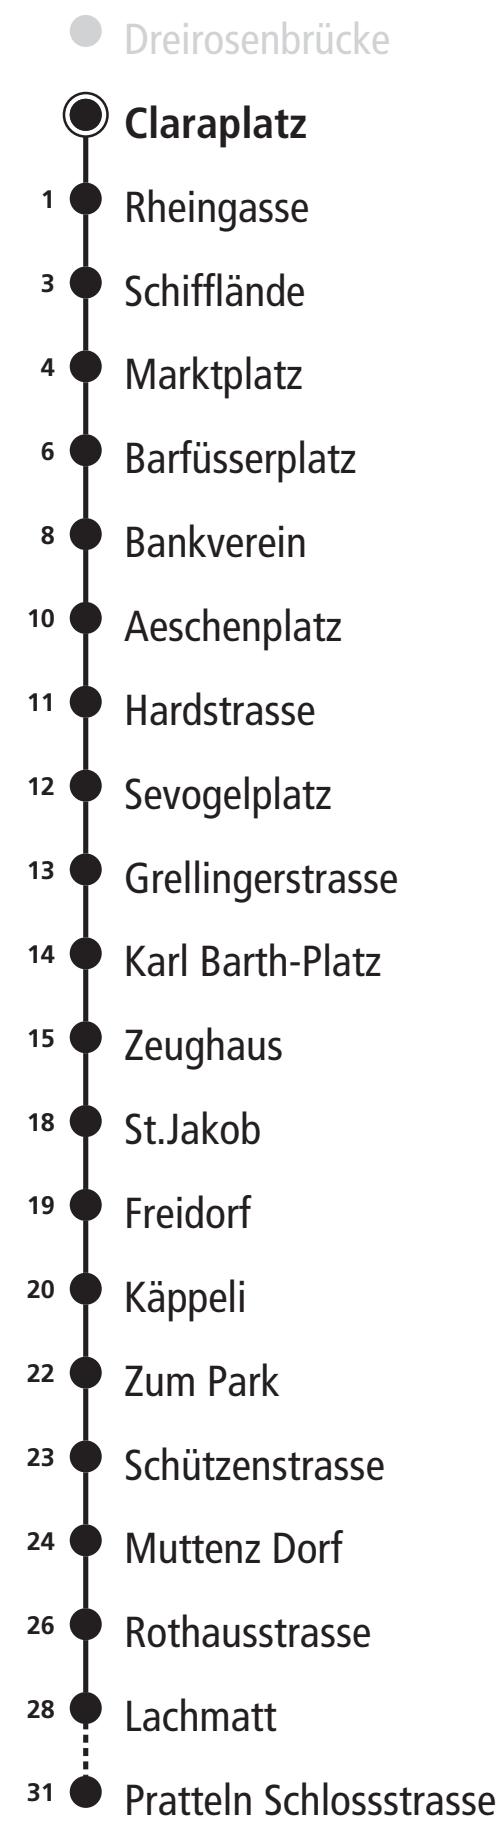 Dreirosenbrücke
Claraplatz
1 Rheingasse
3 Schifflände
4 Marktplatz
6 Barfüsserplatz
8 Bankverein
10 Aeschenplatz
11 Hardstrasse
12 Sevogelplatz
13 Grellingerstrasse
14 Karl Barth-Platz
15 Zeughaus
18 St.Jakob
19 Freidorf
20 Käppeli
22 Zum Park
23 Schützenstrasse
24 Muttenz Dorf
26 Rothausstrasse
28 Lachmatt
31 Pratteln Schlossstrasse